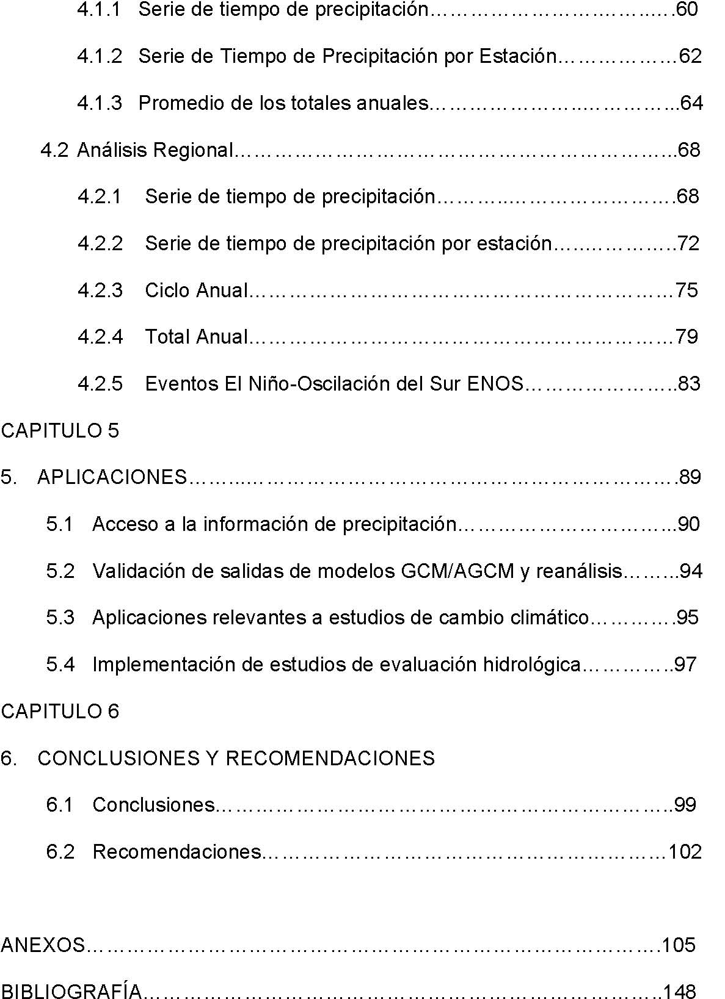 4.1.1 Serie de tiempo de precipitación…………………….…….…..….60
4.1.2 Serie de Tiempo de Precipitación por Estación………………62
4.1.3 Promedio de los totales anuales…………………..…………...64
4.2 Análisis Regional…………………………………………………………...68
4.2.1 Serie de tiempo de precipitación………..…………………….68
4.2.2 Serie de tiempo de precipitación por estación…..…………..72
4.2.3 Ciclo Anual………………………………………………………75
4.2.4 Total Anual………………………………………………………79
4.2.5 Eventos El Niño-Oscilación del Sur ENOS…………………..83
CAPITULO 5
5. APLICACIONES……....…..…………………………………………………….89
5.1 Acceso a la información de precipitación…………………………...90
5.2 Validación de salidas de modelos GCM/AGCM y reanálisis……...94
5.3 Aplicaciones relevantes a estudios de cambio climático………….95
5.4 Implementación de estudios de evaluación hidrológica…………..97
CAPITULO 6
6. CONCLUSIONES Y RECOMENDACIONES
6.1 Conclusiones…………………………………………………………..99
6.2 Recomendaciones……………………………………………………102
ANEXOS………………………………………………………………………….105
BIBLIOGRAFÍA…………………………………………………………………..148